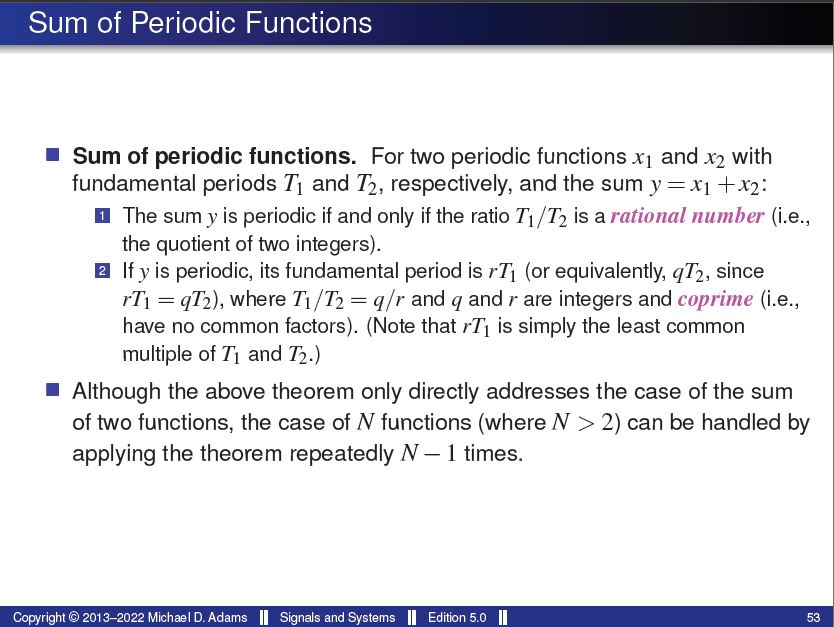 Sum of Periodic Functions
Sum of periodic functions. For two periodic functions x₁ and x₂ with
fundamental periods T₁ and T₂, respectively, and the sum y = x₁ + x₂:
1 The sum y is periodic if and only if the ratio T₁/T₂ is a rational number (i.e.,
the quotient of two integers).
2 If y is periodic, its fundamental period is rT₁ (or equivalently, qT₂, since
rT₁ = qT₂), where T₁/T₂ = q/r and q and r are integers and coprime (i.e.,
have no common factors). (Note that rT₁ is simply the least common
multiple of T₁ and T₂.)
Although the above theorem only directly addresses the case of the sum
of two functions, the case of N functions (where N > 2) can be handled by
applying the theorem repeatedly N − 1 times.
Copyright © 2013–2022 Michael D. Adams Signals and Systems Edition 5.0 53